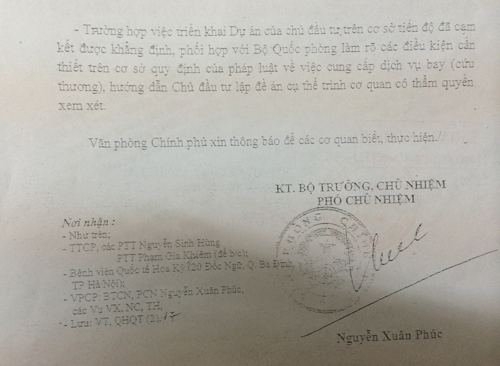 - Trường hợp việc triển khai Dự án của chủ đầu tư trên cơ sở tiến độ đã cam
kết được khẳng định, phối hợp với Bộ Quốc phòng làm rõ các điều kiện cần
thiết trên cơ sở quy định của pháp luật về việc cung cấp dịch vụ bay (cứu
thương), hướng dẫn Chủ đầu tư lập đề án cụ thể trình cơ quan có thẩm quyền
xem xét.
Văn phòng Chính phủ xin thông báo để các cơ quan biết, thực hiện./.
KT. BỘ TRƯỞNG, CHỦ NHIỆM
PHÓ CHỦ NHIỆM
Nơi nhận :
- Như trên;
- TTCP, các PTT Nguyễn Sinh Hùng
PTT Phạm Gia Khiêm (để b/c);
- Bệnh viện Quốc tế Hoa Kỳ (20 Đốc Ngữ, Q. Ba Đình,
TP Hà Nội);
- VPCP: BTCN, PCN Nguyễn Xuân Phúc,
các Vụ VX, NC, TH,
- Lưu: VT, QHQT (2).17
Nguyễn Xuân Phúc